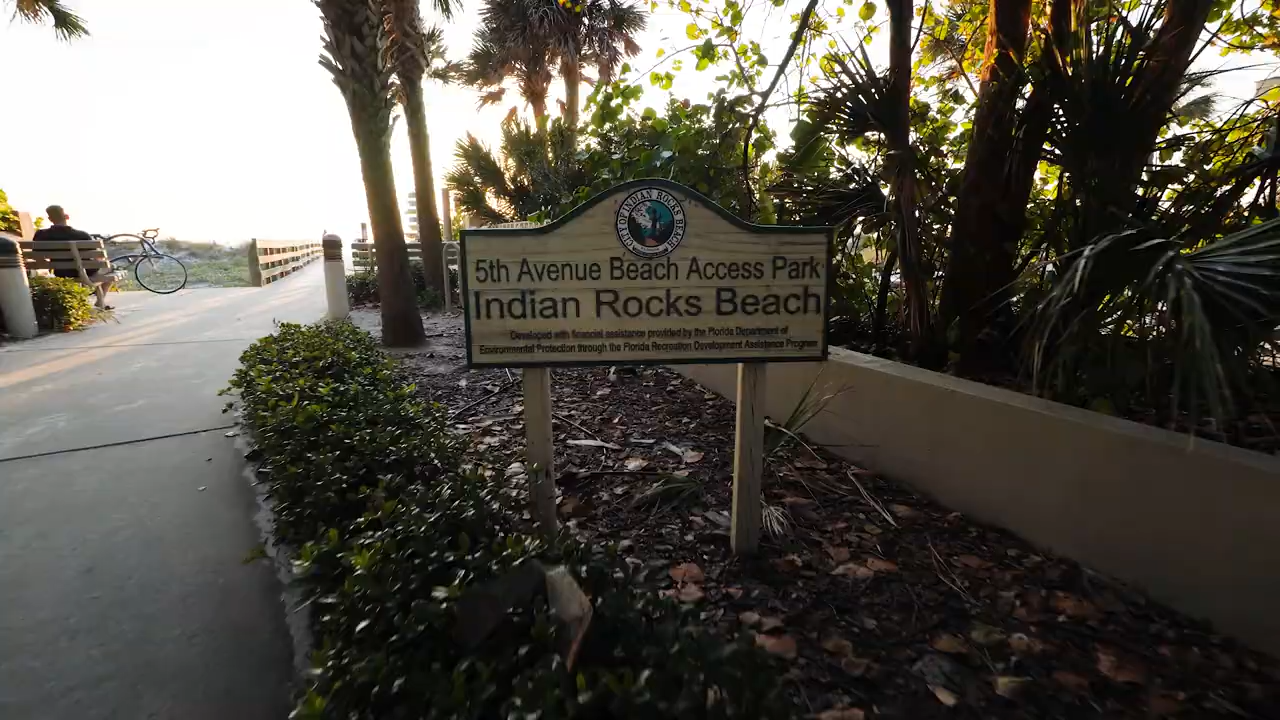 CITY OF INDIAN ROCKS BEACH
5th Avenue Beach Access Park
Indian Rocks Beach
Developed with financial assistance provided by the Florida Department of
Environmental Protection through the Florida Recreation Development Assistance Program